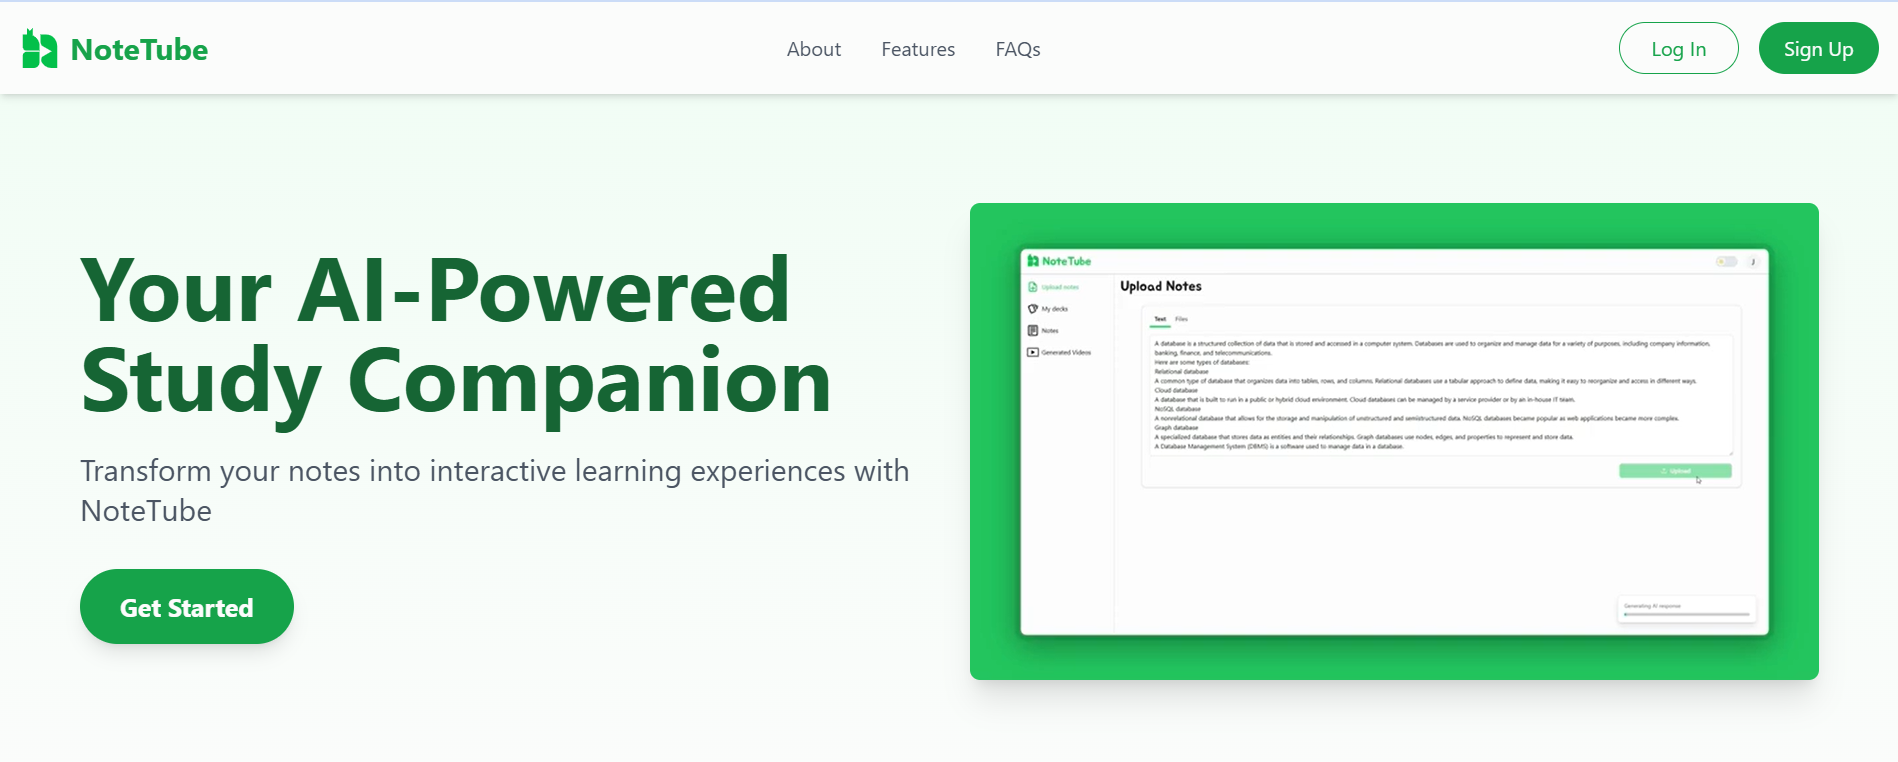 NoteTube
About Features FAQs
Log In Sign Up
Your AI-Powered
Study Companion
Transform your notes into interactive learning experiences with
NoteTube
Get Started
NoteTube
J
Upload notes
My decks
Notes
Generated Videos
Upload Notes
Text Files
A database is a structured collection of data that is stored and accessed in a computer system. Databases are used to organize and manage data for a variety of purposes, including company information,
banking, finance, and telecommunications.
Here are some types of databases:
Relational database
A common type of database that organizes data into tables, rows, and columns. Relational databases use a tabular approach to define data, making it easy to reorganize and access in different ways.
Cloud database
A database that is built to run in a public or hybrid cloud environment. Cloud databases can be managed by a service provider or by an in-house IT team.
NoSQL database
A nonrelational database that allows for the storage and manipulation of unstructured and semistructured data. NoSQL databases became popular as web applications became more complex.
Graph database
A specialized database that stores data as entities and their relationships. Graph databases use nodes, edges, and properties to represent and store data.
A Database Management System (DBMS) is a software used to manage data in a database.
Upload
Generating AI response